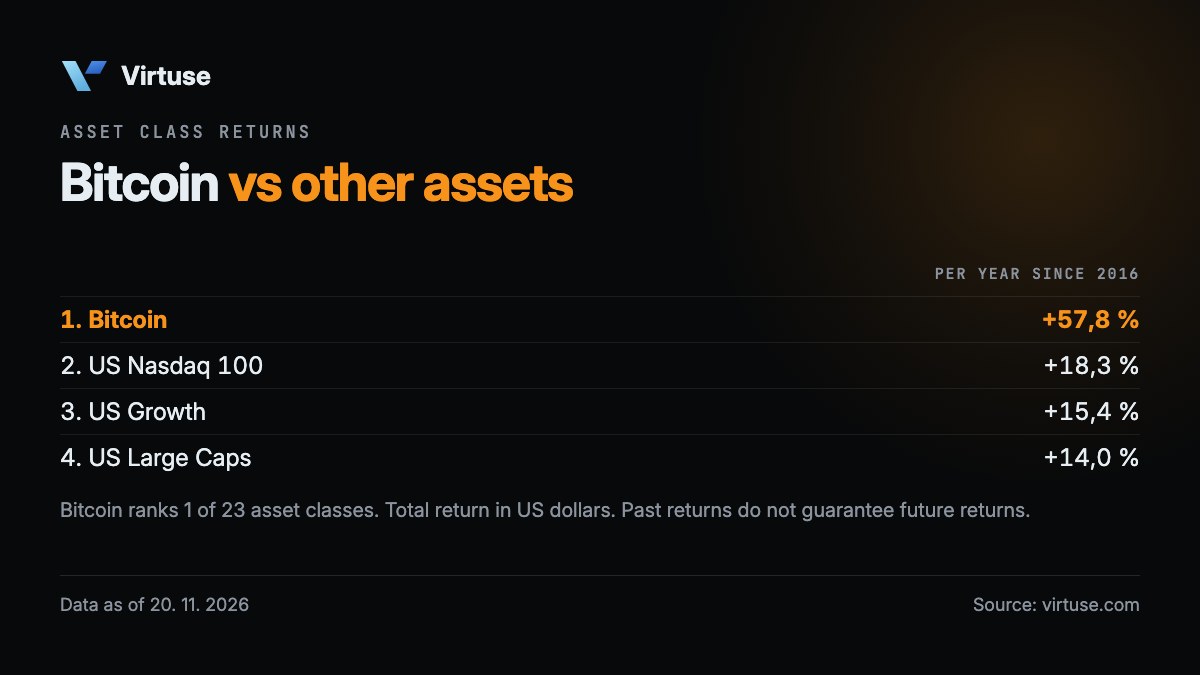 Virtuse
ASSET CLASS RETURNS
Bitcoin vs other assets
PER YEAR SINCE 2016
1. Bitcoin +57,8 %
2. US Nasdaq 100 +18,3 %
3. US Growth +15,4 %
4. US Large Caps +14,0 %
Bitcoin ranks 1 of 23 asset classes. Total return in US dollars. Past returns do not guarantee future returns.
Data as of 20. 11. 2026 Source: virtuse.com